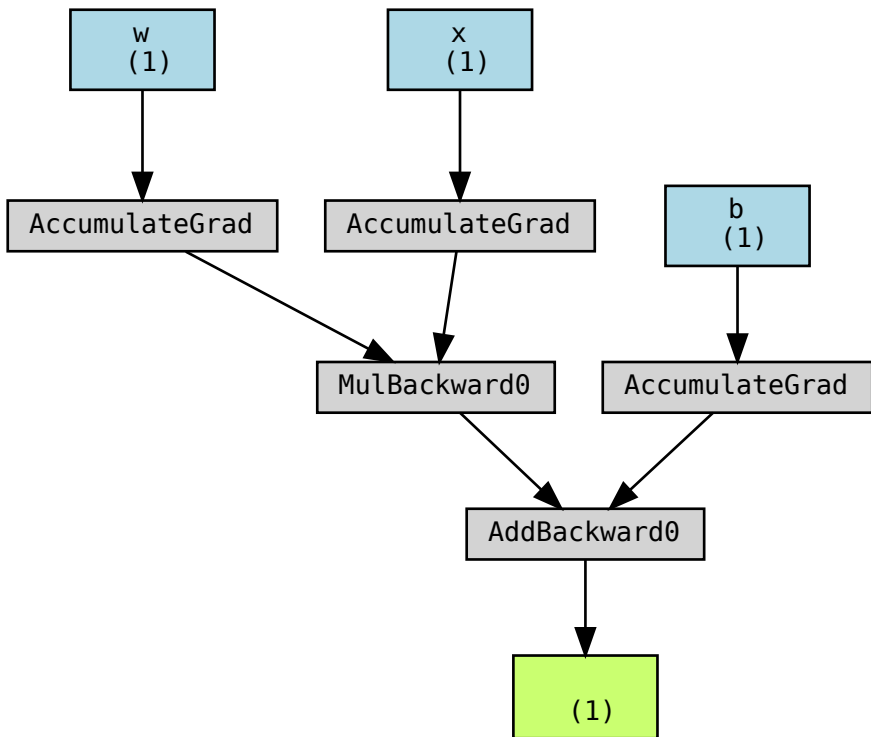 w
(1)
x
(1)
AccumulateGrad
AccumulateGrad
b
(1)
MulBackward0
AccumulateGrad
AddBackward0
(1)